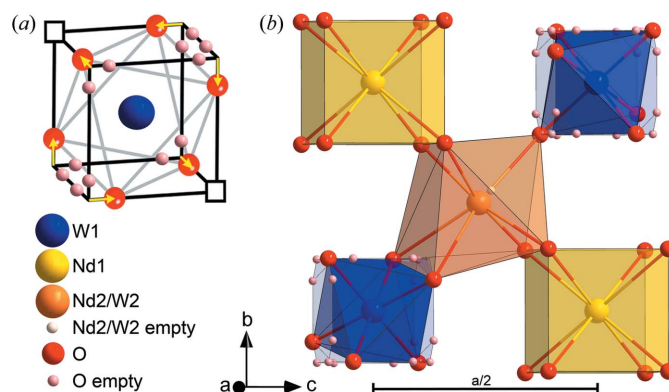 (a)
(b)
W1
Nd1
Nd2/W2
Nd2/W2 empty
O
O empty
b
a
c
a/2